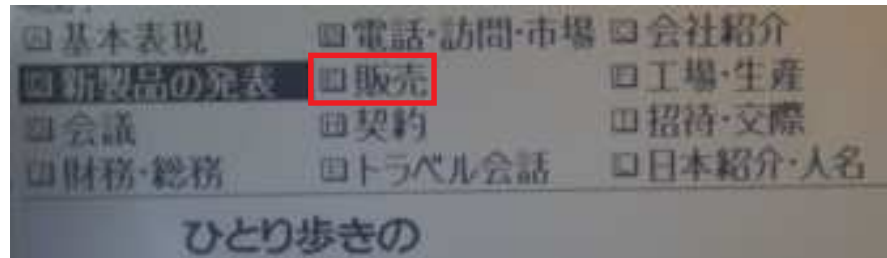 基本表現 電話・訪問・市場 会社紹介
新製品の発表 販売 工場・生産
会議 契約 招待・交際
財務・総務 トラベル会話 日本紹介・人名
ひとり歩きの